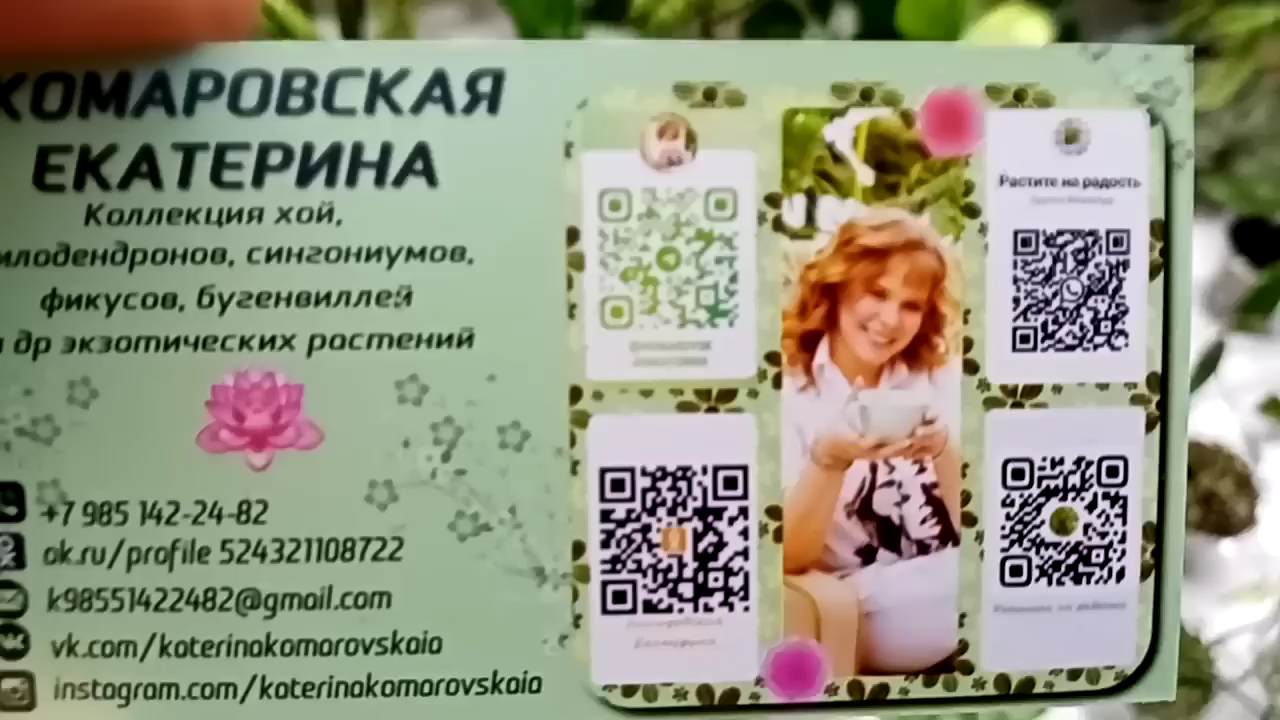 КОМАРОВСКАЯ
ЕКАТЕРИНА
Коллекция хой,
илодендронов, сингониумов,
фикусов, бугенвиллей
и др экзотических растений
+7 985 142-24-82
ok.ru/profile 524321108722
k98551422482@gmail.com
vk.com/katerinakomarovskaia
instagram.com/katerinakomarovskaia
Растите на радость